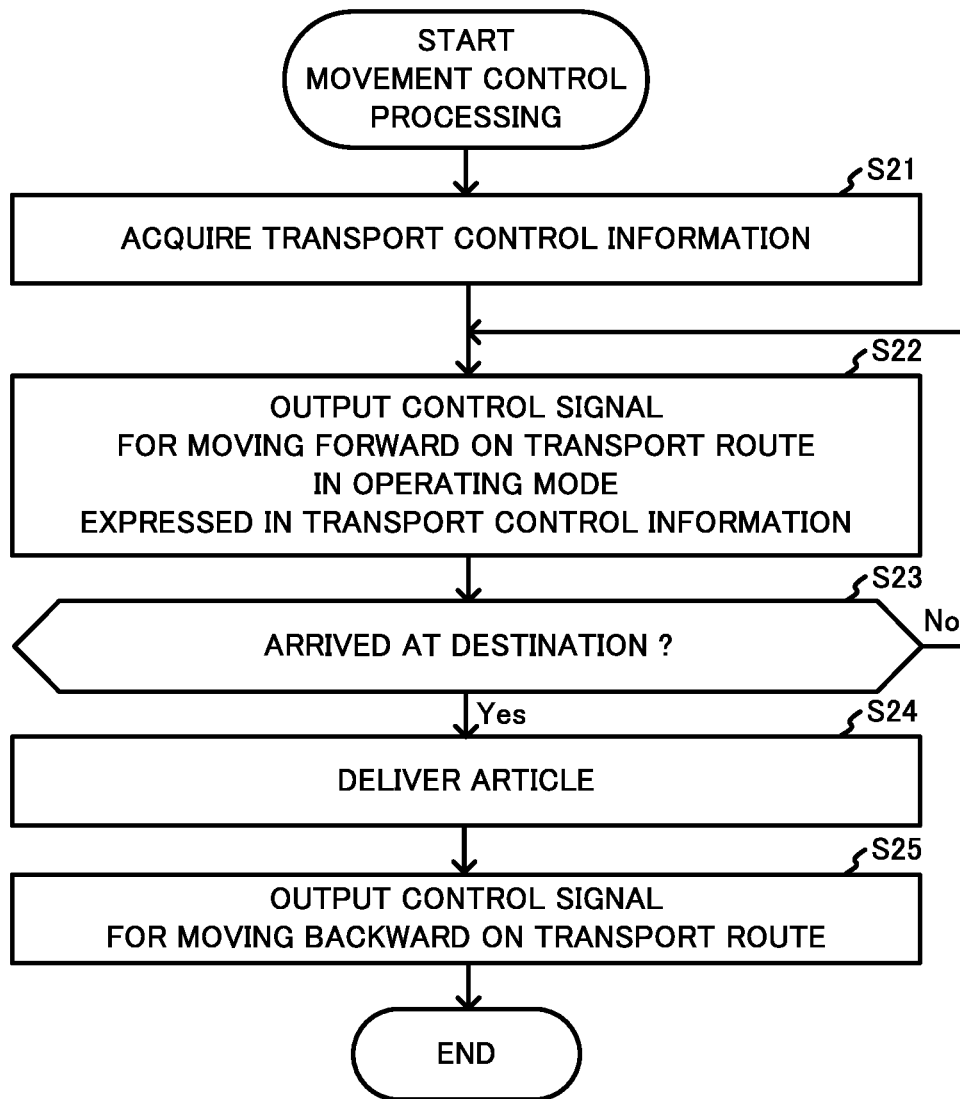 START
MOVEMENT CONTROL
PROCESSING
S21
ACQUIRE TRANSPORT CONTROL INFORMATION
S22
OUTPUT CONTROL SIGNAL
FOR MOVING FORWARD ON TRANSPORT ROUTE
IN OPERATING MODE
EXPRESSED IN TRANSPORT CONTROL INFORMATION
S23
ARRIVED AT DESTINATION ?
No
Yes
S24
DELIVER ARTICLE
S25
OUTPUT CONTROL SIGNAL
FOR MOVING BACKWARD ON TRANSPORT ROUTE
END